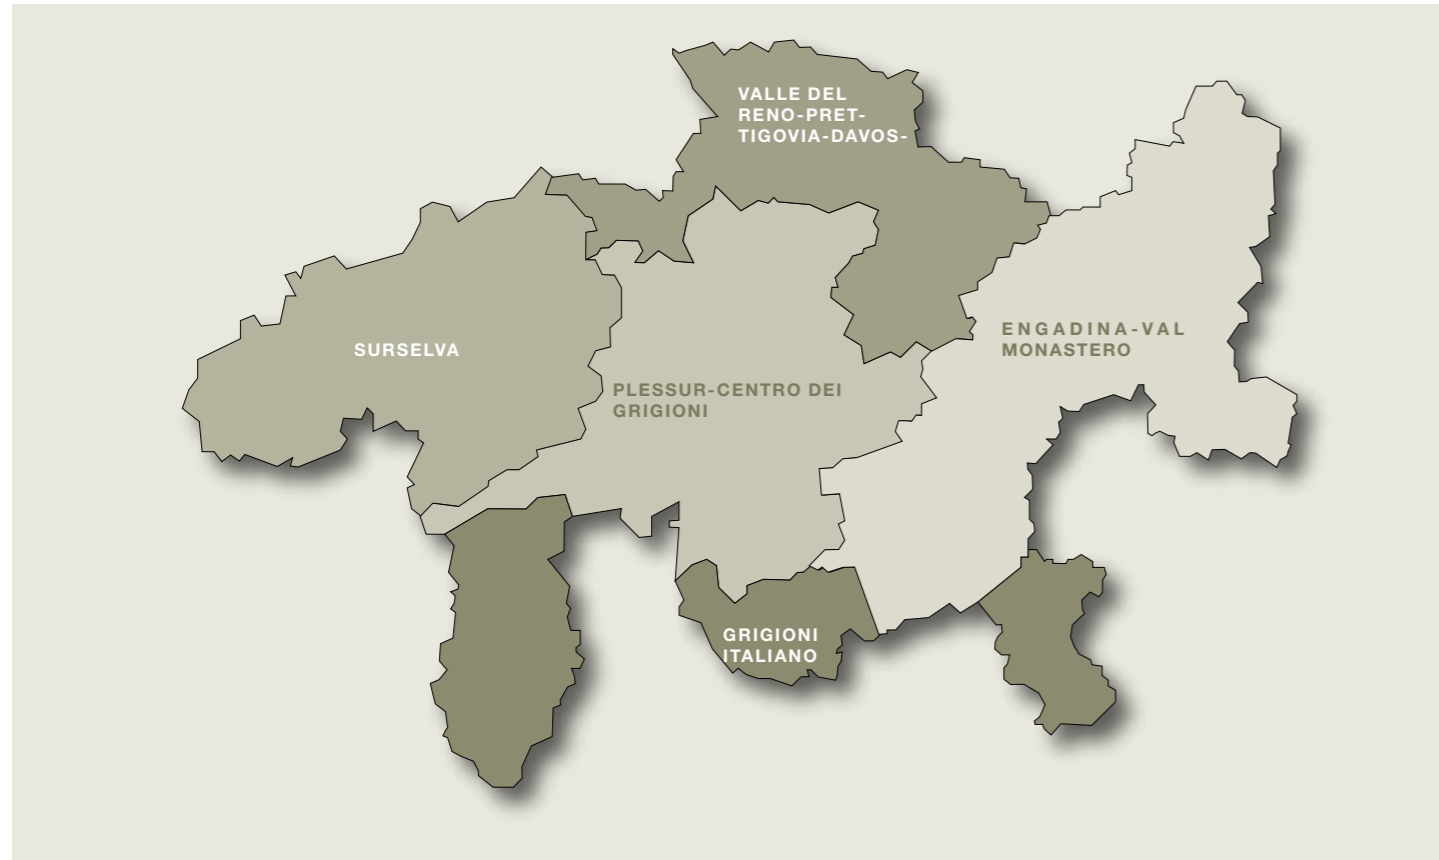 VALLE DEL
RENO-PRET-
TIGOVIA-DAVOS-
ENGADINA-VAL
MONASTERO
SURSELVA
PLESSUR-CENTRO DEI
GRIGIONI
GRIGIONI
ITALIANO